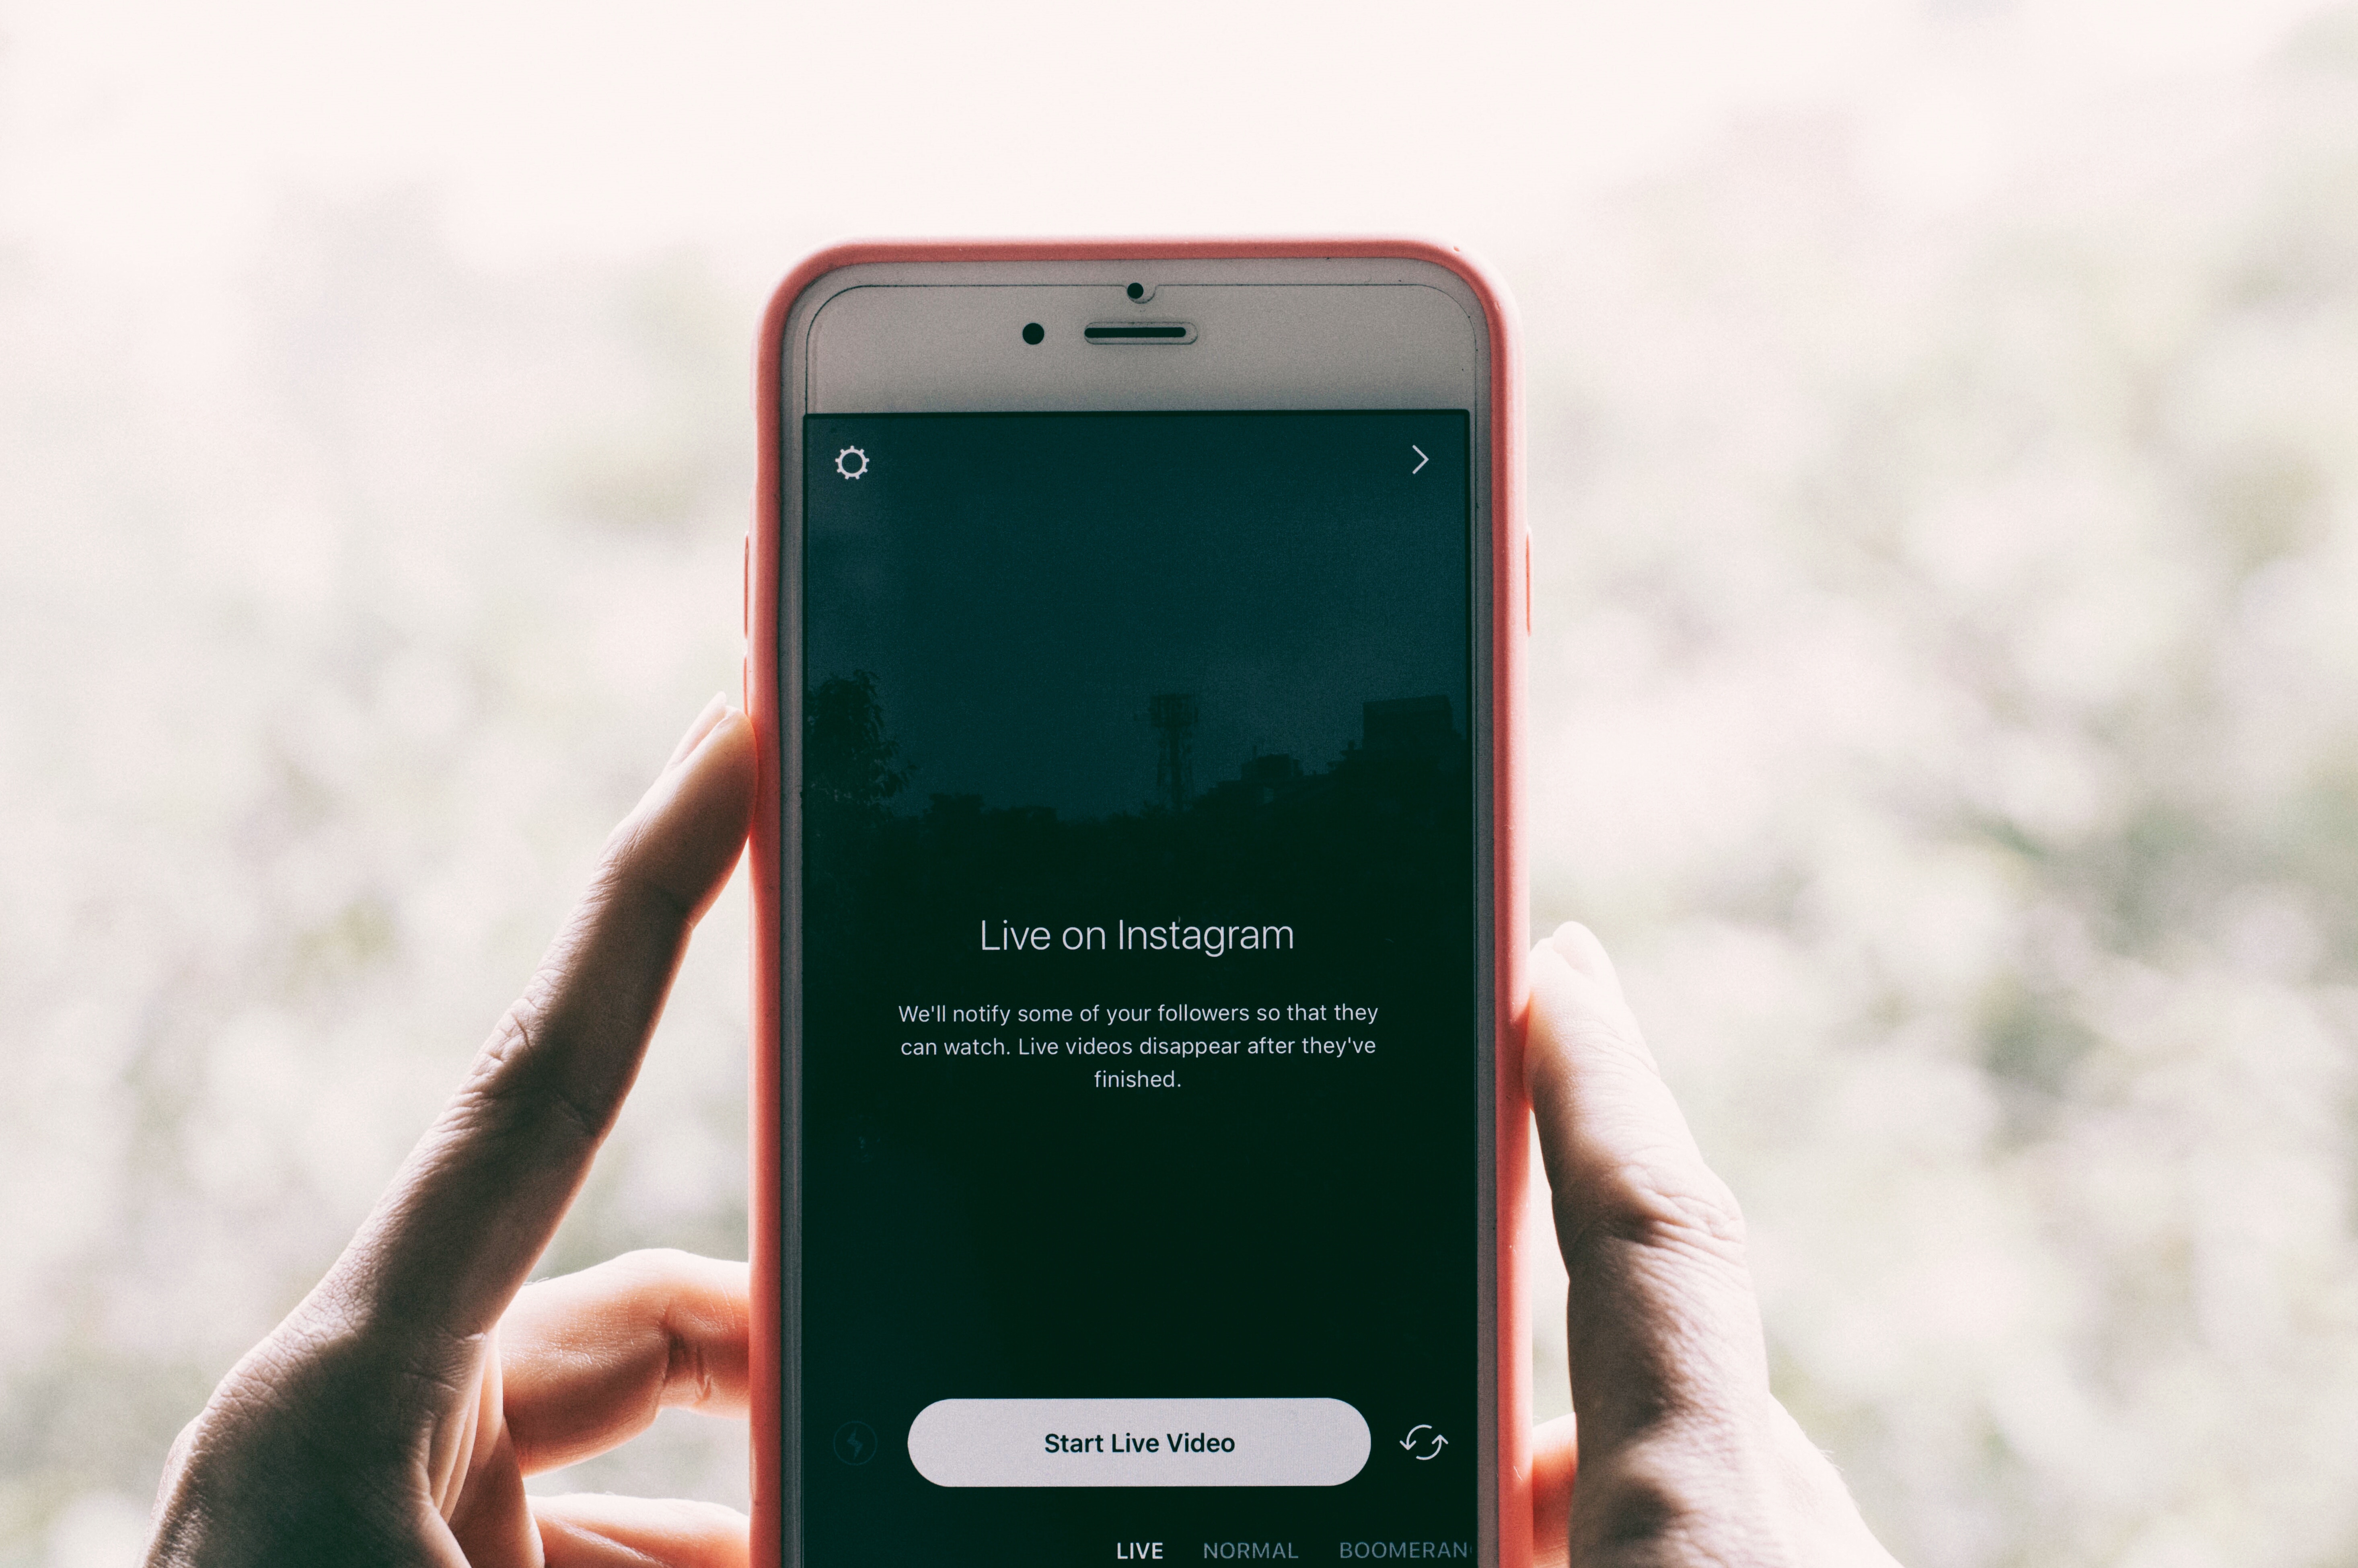 Live on Instagram
We'll notify some of your followers so that they
can watch. Live videos disappear after they've
finished.
Start Live Video
LIVE NORMAL BOOMERAN